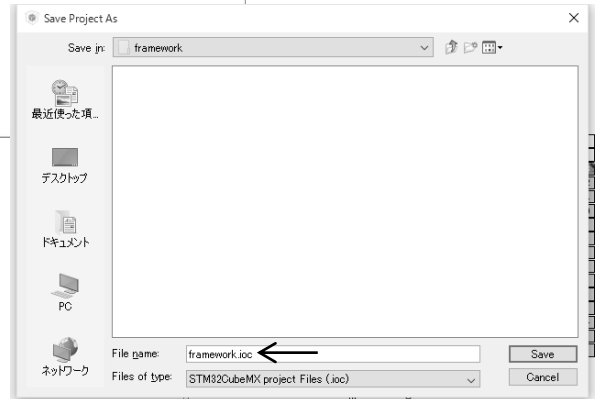 Save Project As
Save in:
framework
最近使った項...
デスクトップ
ドキュメント
PC
ネットワーク
File name:
framework.ioc
Save
Files of type:
STM32CubeMX project Files (.ioc)
Cancel